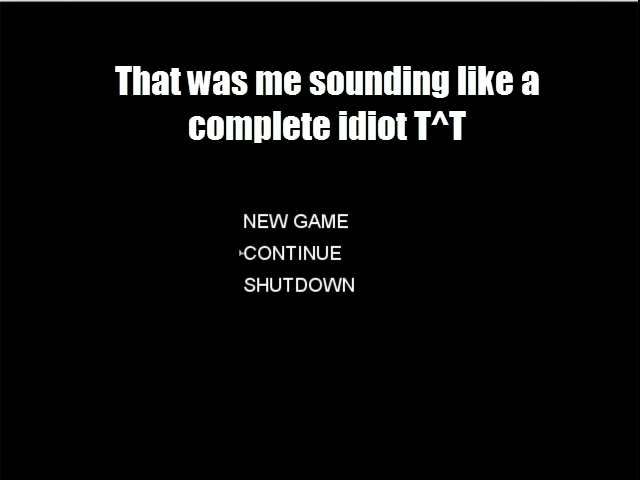 That was me sounding like a
complete idiot T^T
NEW GAME
CONTINUE
SHUTDOWN